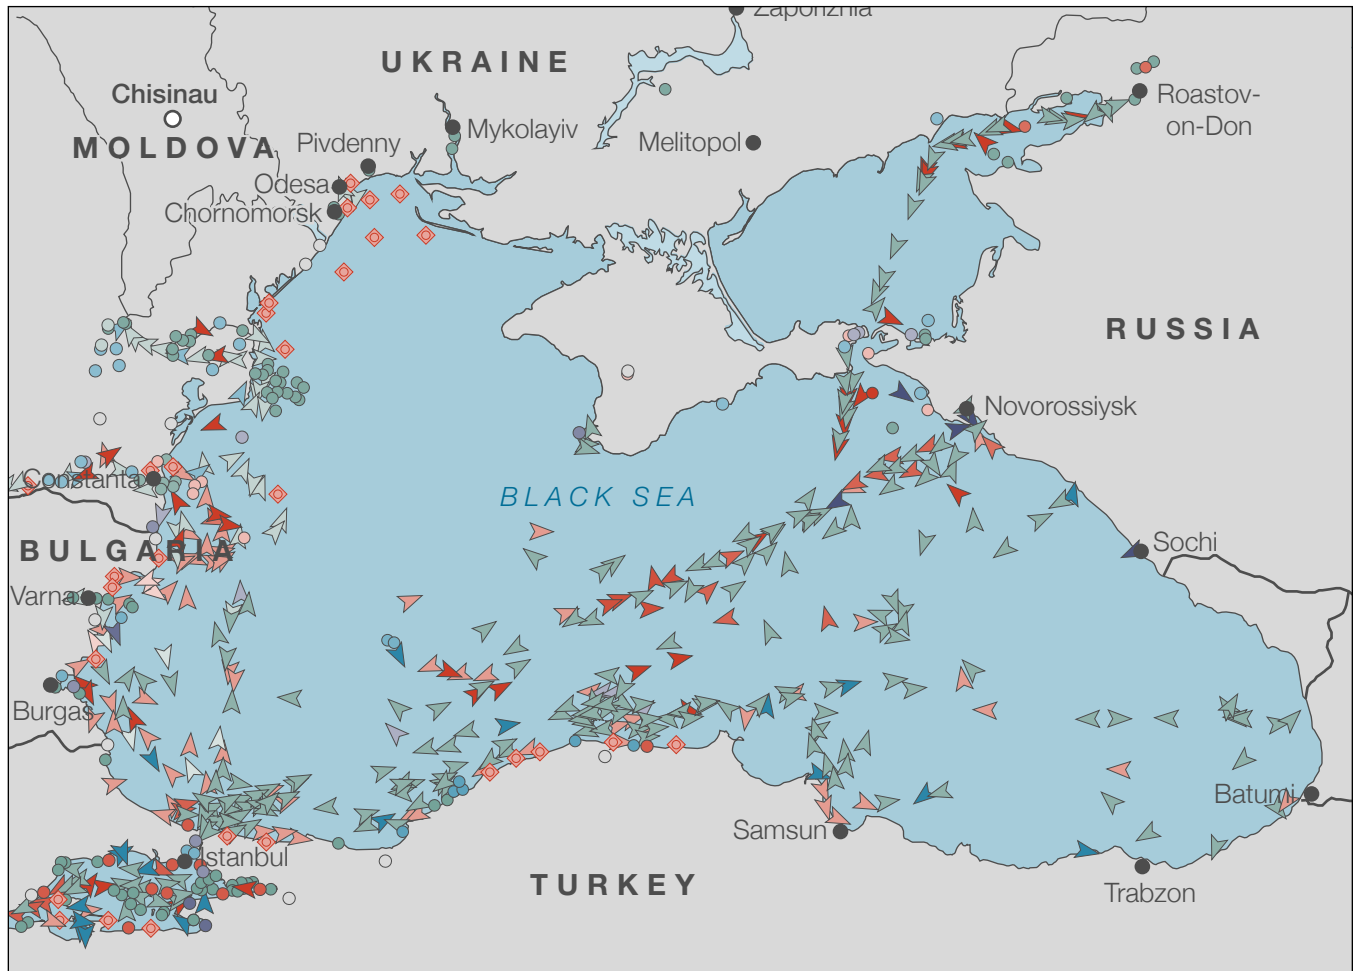 Zaporizhia
UKRAINE
Chisinau
MOLDOVA
Pivdenny
Mykolayiv
Melitopol
Roastov-
on-Don
Odesa
Chornomorsk
RUSSIA
Novorossiysk
Constanta
BLACK SEA
BULGARIA
Sochi
Varna
Burgas
Batumi
Samsun
Istanbul
TURKEY
Trabzon